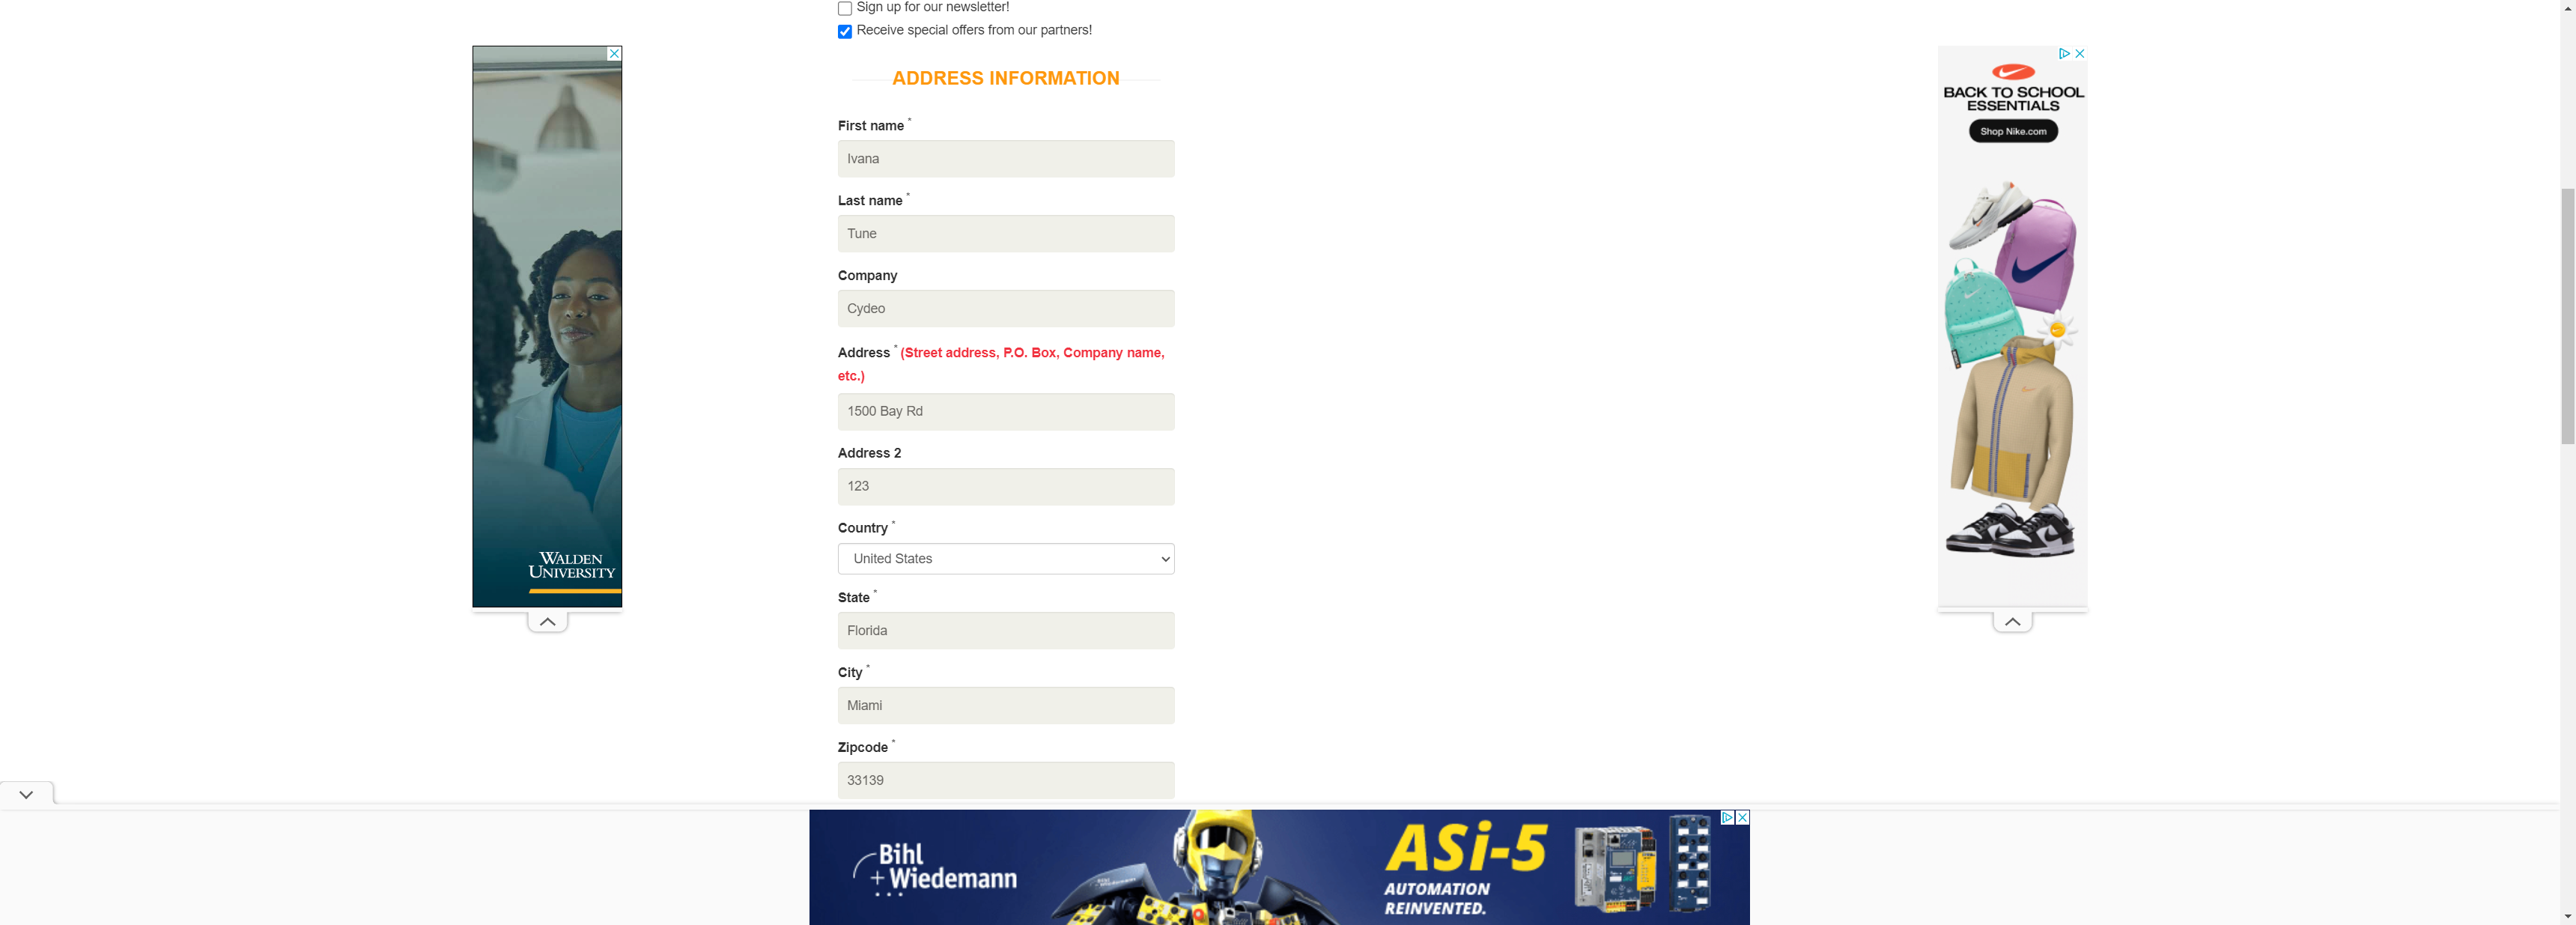 Sign up for our newsletter!
Receive special offers from our partners!
ADDRESS INFORMATION
First name *
Ivana
Last name *
Tune
Company
Cydeo
Address * (Street address, P.O. Box, Company name,
etc.)
1500 Bay Rd
Address 2
123
Country *
United States
State *
Florida
City *
Miami
Zipcode *
33139
WALDEN
UNIVERSITY
BACK TO SCHOOL
ESSENTIALS
Shop Nike.com
Bihl
+Wiedemann
ASi-5
AUTOMATION
REINVENTED.